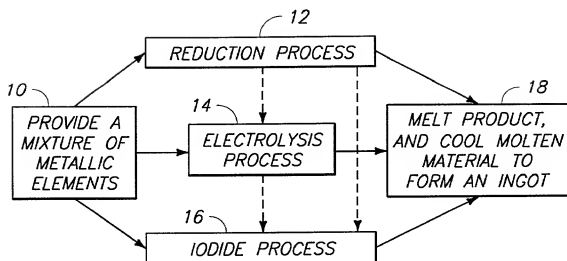 12
REDUCTION PROCESS
10
PROVIDE A
MIXTURE OF
METALLIC
ELEMENTS
14
ELECTROLYSIS
PROCESS
18
MELT PRODUCT,
AND COOL MOLTEN
MATERIAL TO
FORM AN INGOT
16
IODIDE PROCESS